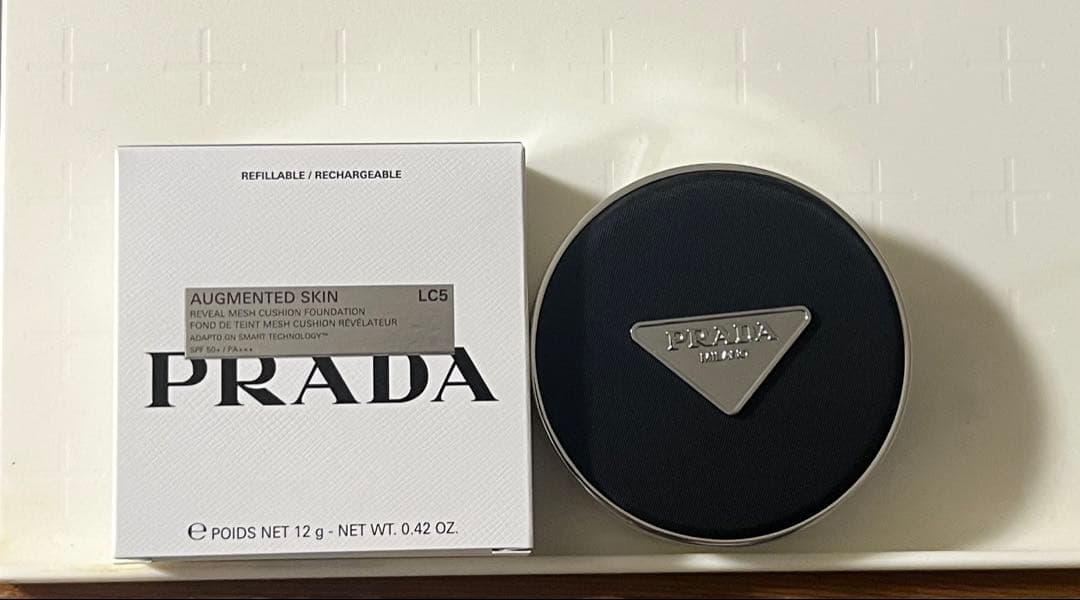 REFILLABLE / RECHARGEABLE
AUGMENTED SKIN LC5
REVEAL MESH CUSHION FOUNDATION
FOND DE TEINT MESH CUSHION RÉVÉLATEUR
ADAPTO.GN SMART TECHNOLOGY™
SPF 50+ / PA+++
PRADA
℮ POIDS NET 12 g - NET WT. 0.42 OZ.
PRADA
MILANO